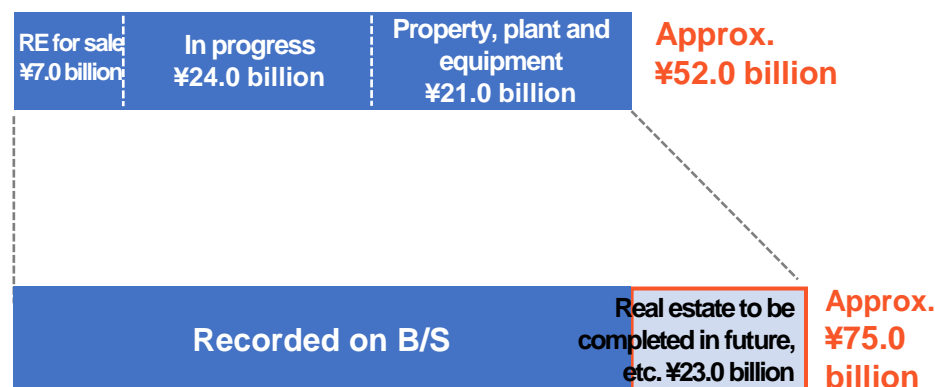 RE for sale
¥7.0 billion
In progress
¥24.0 billion
Property, plant and
equipment
¥21.0 billion
Approx.
¥52.0 billion
Recorded on B/S
Real estate to be
completed in future,
etc. ¥23.0 billion
Approx.
¥75.0
billion